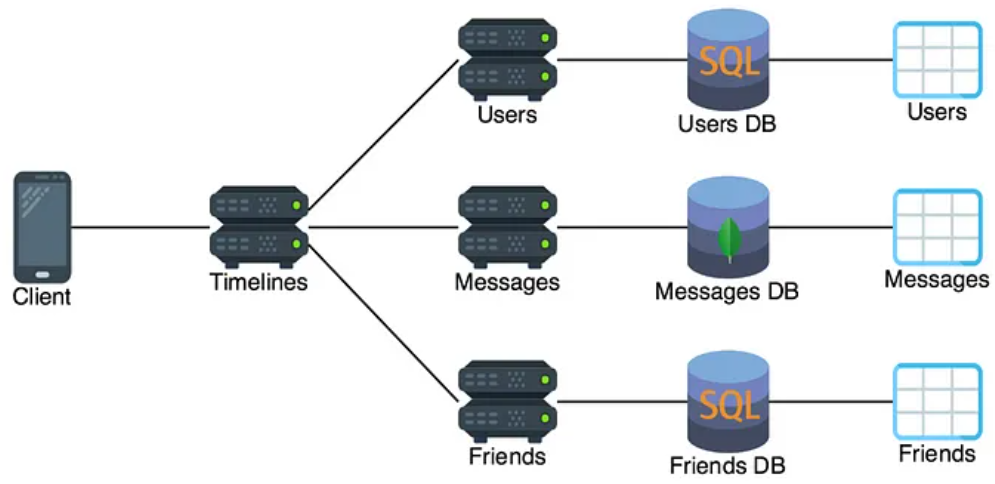 Users
SQL
Users DB
Users
Client
Timelines
Messages
Messages DB
Messages
Friends
SQL
Friends DB
Friends